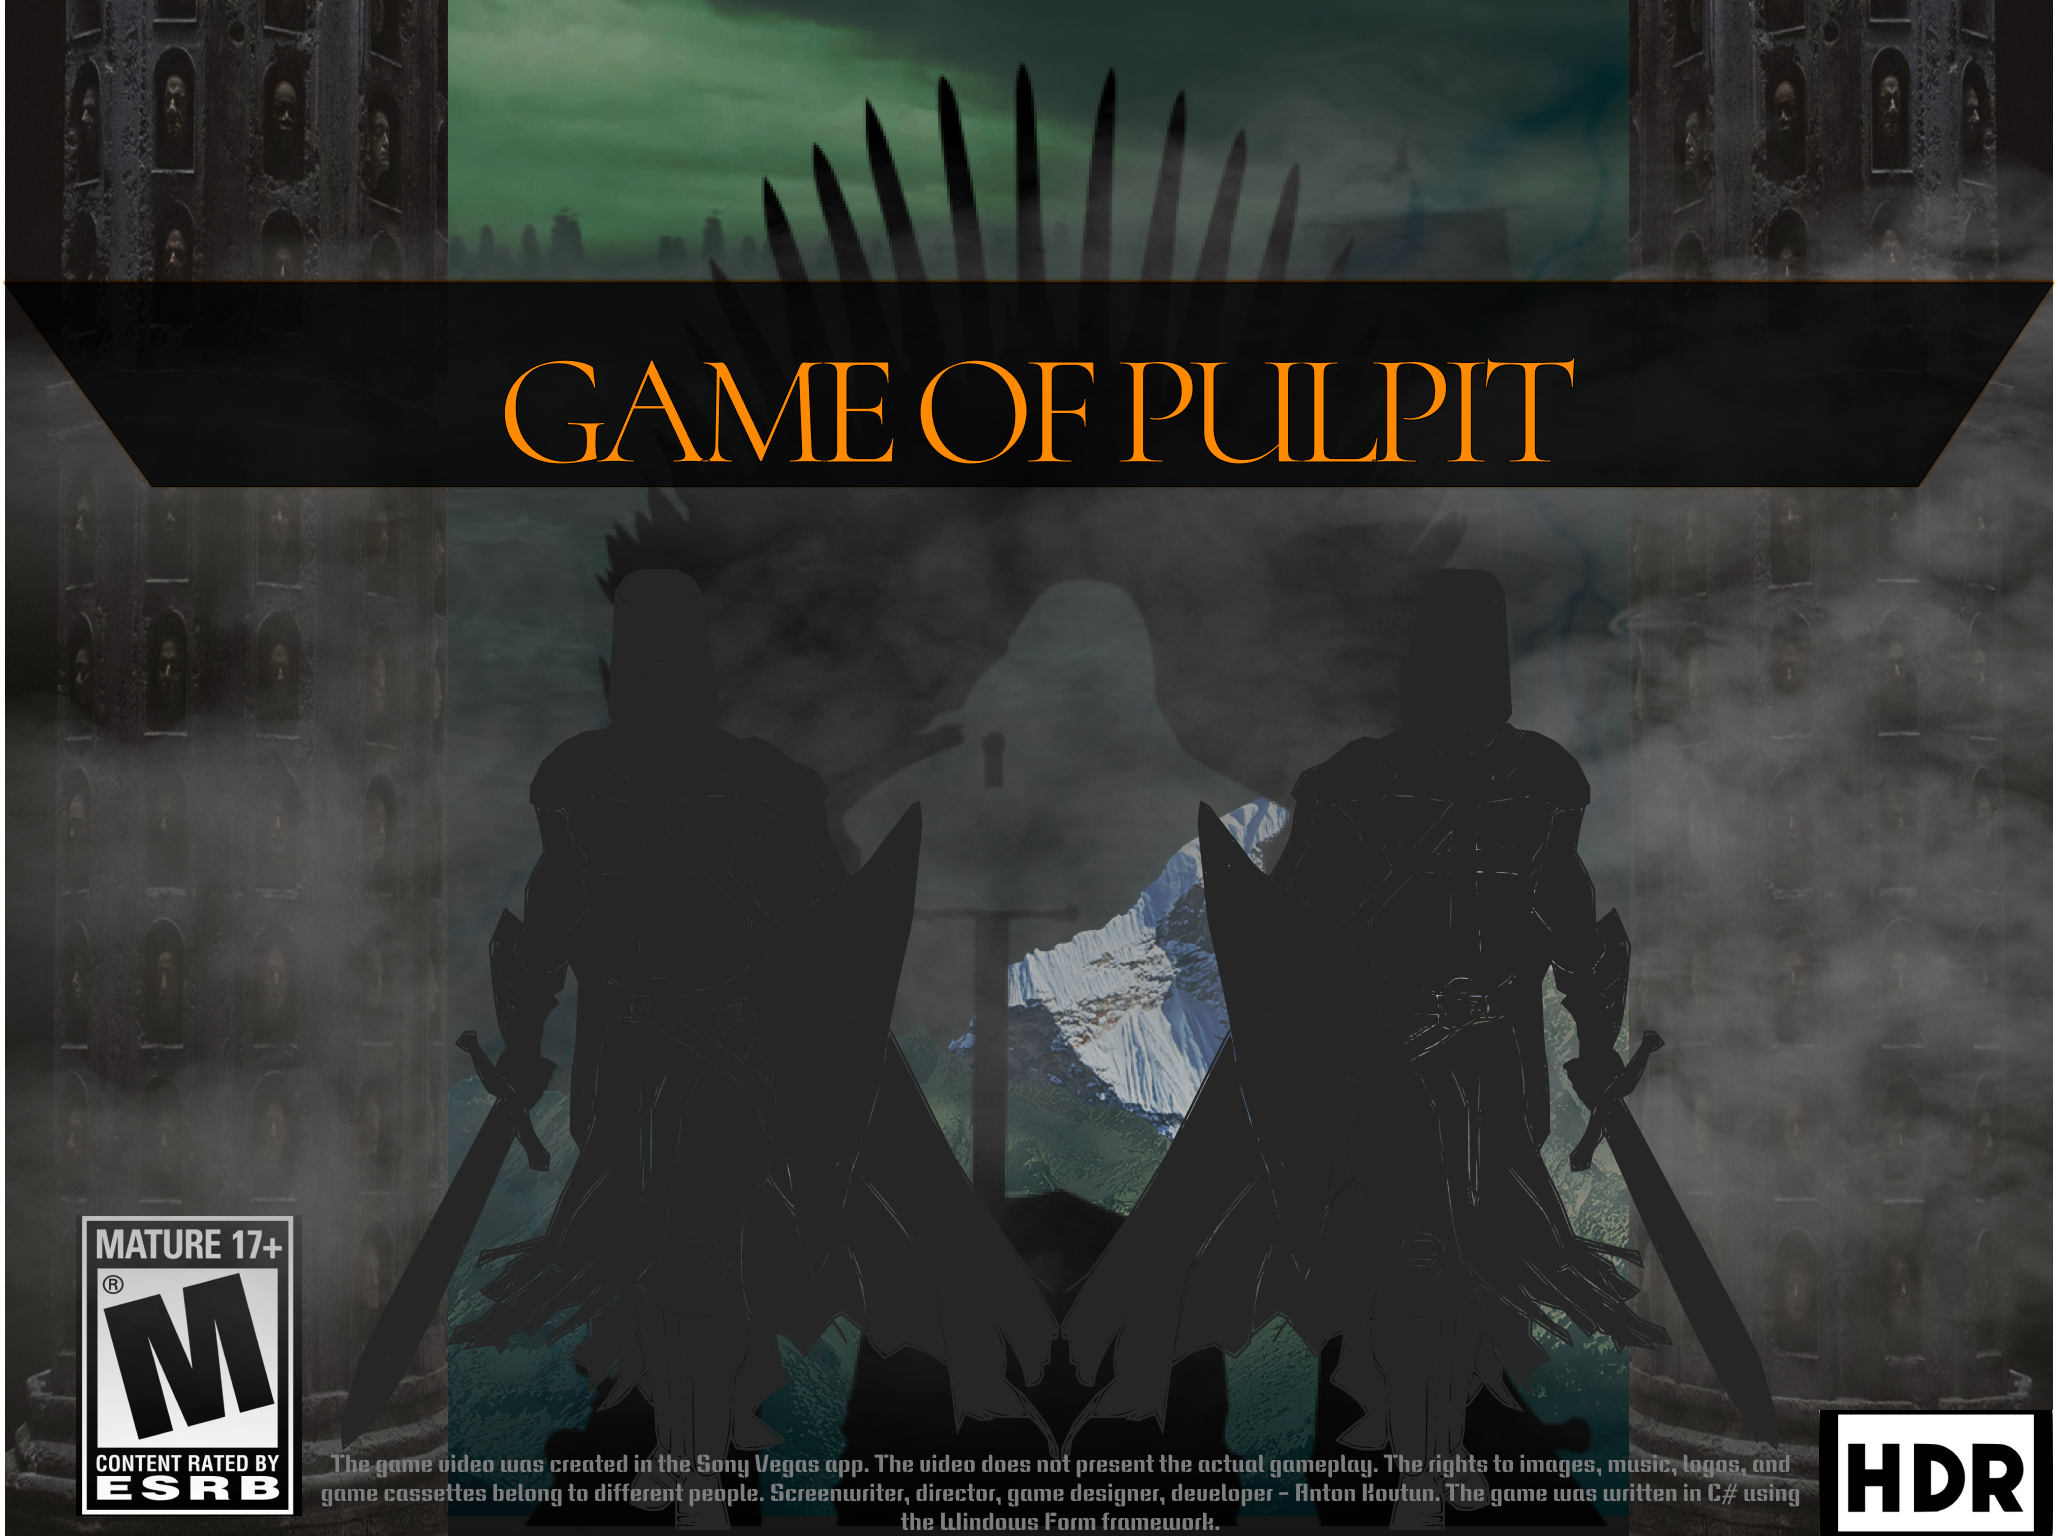 GAME OF PULPIT
MATURE 17+
®
M
CONTENT RATED BY
ESRB
The game video was created in the Sony Vegas app. The video does not present the actual gameplay. The rights to images, music, logos, and
game cassettes belong to different people. Screenwriter, director, game designer, developer - Anton Kovtun. The game was written in C# using
the Windows Form framework.
HDR